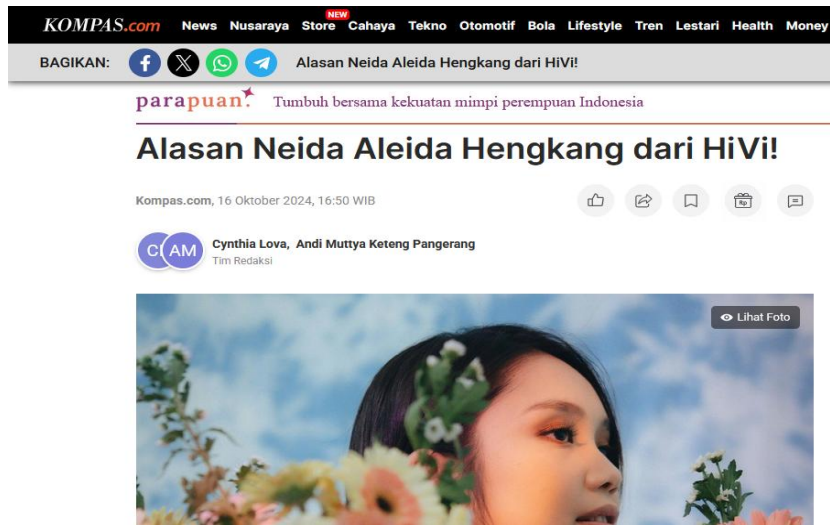 KOMPAS.com News Nusaraya Store NEW Cahaya Tekno Otomotif Bola Lifestyle Tren Lestari Health Money
BAGIKAN: Alasan Neida Aleida Hengkang dari HiVi!
parapuan. Tumbuh bersama kekuatan mimpi perempuan Indonesia
Alasan Neida Aleida Hengkang dari HiVi!
Kompas.com, 16 Oktober 2024, 16:50 WIB
Rp
C AM Cynthia Lova, Andi Muttya Keteng Pangerang
Tim Redaksi
Lihat Foto